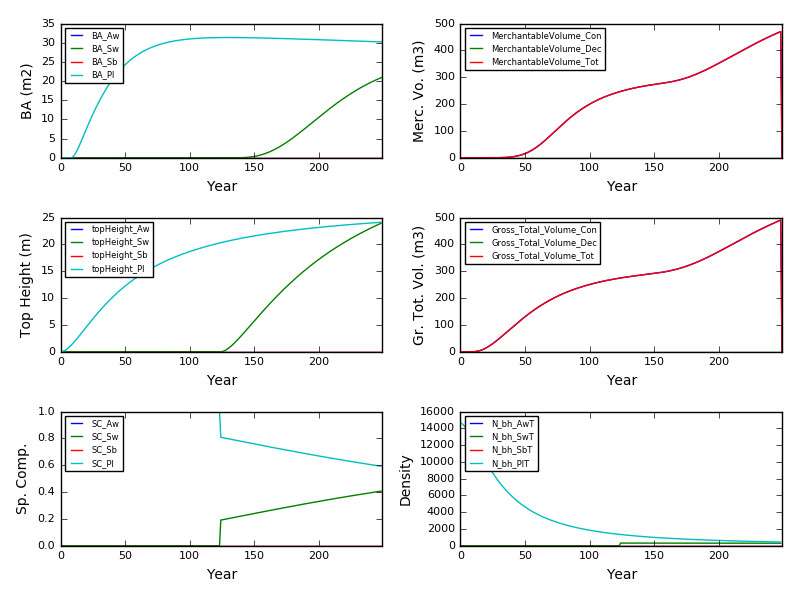 BA (m2)
35
30
25
20
15
10
5
0
BA_Aw
BA_Sw
BA_Sb
BA_Pl
0 50 100 150 200
Year
Merc. Vo. (m3)
500
400
300
200
100
0
MerchantableVolume_Con
MerchantableVolume_Dec
MerchantableVolume_Tot
0 50 100 150 200
Year
Top Height (m)
25
20
15
10
5
0
topHeight_Aw
topHeight_Sw
topHeight_Sb
topHeight_Pl
0 50 100 150 200
Year
Gr. Tot. Vol. (m3)
500
400
300
200
100
0
Gross_Total_Volume_Con
Gross_Total_Volume_Dec
Gross_Total_Volume_Tot
0 50 100 150 200
Year
Sp. Comp.
1.0
0.8
0.6
0.4
0.2
0.0
SC_Aw
SC_Sw
SC_Sb
SC_Pl
0 50 100 150 200
Year
Density
16000
14000
12000
10000
8000
6000
4000
2000
0
N_bh_AwT
N_bh_SwT
N_bh_SbT
N_bh_PlT
0 50 100 150 200
Year